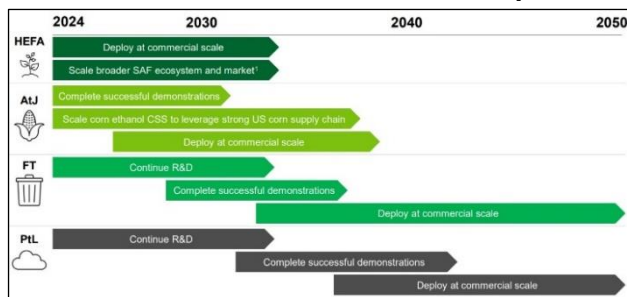 2024 2030 2040 2050
HEFA
Deploy at commercial scale
Scale broader SAF ecosystem and market¹
AtJ
Complete successful demonstrations
Scale corn ethanol CSS to leverage strong US corn supply chain
Deploy at commercial scale
FT
Continue R&D
Complete successful demonstrations
Deploy at commercial scale
PtL
Continue R&D
Complete successful demonstrations
Deploy at commercial scale